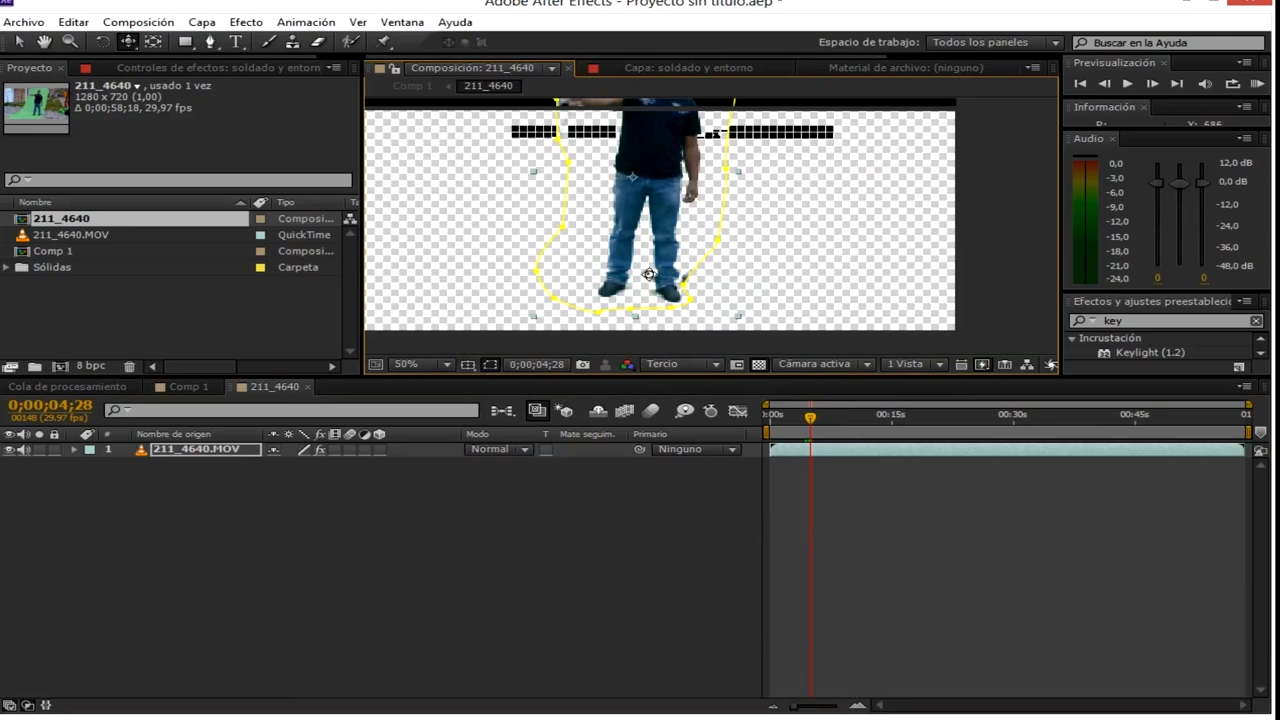 Adobe After Effects - Proyecto sin título.aep *
Archivo Editar Composición Capa Efecto Animación Ver Ventana Ayuda
Espacio de trabajo: Todos los paneles Buscar en la Ayuda
Proyecto Controles de efectos: soldado y entorn
Composición: 211_4640 Capa: soldado y entorno Material de archivo: (ninguno)
Previsualización
211_4640 , usado 1 vez
1280 x 720 (1,00)
Δ 0;00;58;18, 29,97 fps
Comp 1 211_4640
Información
Y: 686
Audio
0,0 12,0 dB
-3,0 0,0 dB
-6,0
-9,0 -12,0
-12,0
-15,0 -24,0
-18,0 -36,0
-21,0 -48,0 dB
-24,0 0 0
Nombre Tipo
211_4640 Composi...
211_4640.MOV QuickTime
Comp 1 Composi...
Sólidas Carpeta
Efectos y ajustes preestablecic
key
Incrustación
Keylight (1.2)
8 bpc
50% 0;00;04;28 Tercio Cámara activa 1 Vista
Cola de procesamiento Comp 1 211_4640
0;00;04;28
00148 (29.97 fps)
0:00s 00:15s 00:30s 00:45s 01
# Nombre de origen fx Modo T Mate seguim. Primario
1 211_4640.MOV fx Normal Ninguno